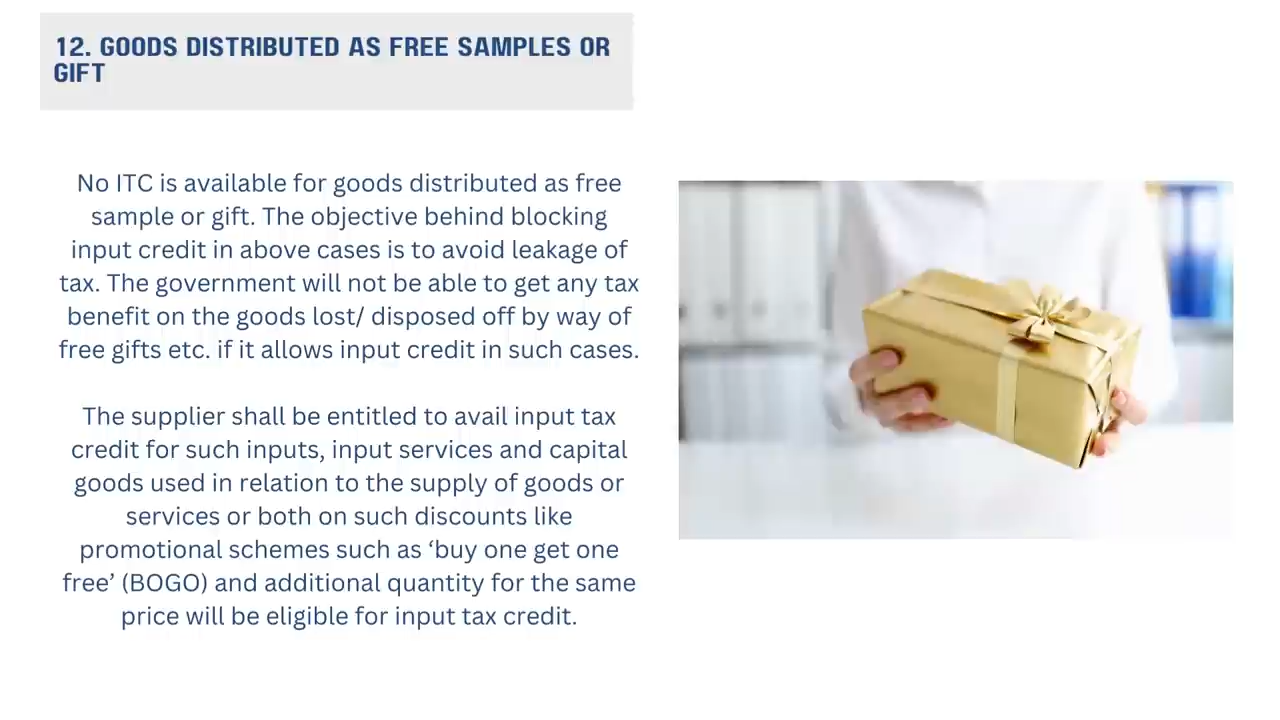 12. GOODS DISTRIBUTED AS FREE SAMPLES OR
GIFT
No ITC is available for goods distributed as free
sample or gift. The objective behind blocking
input credit in above cases is to avoid leakage of
tax. The government will not be able to get any tax
benefit on the goods lost/ disposed off by way of
free gifts etc. if it allows input credit in such cases.
The supplier shall be entitled to avail input tax
credit for such inputs, input services and capital
goods used in relation to the supply of goods or
services or both on such discounts like
promotional schemes such as ‘buy one get one
free’ (BOGO) and additional quantity for the same
price will be eligible for input tax credit.